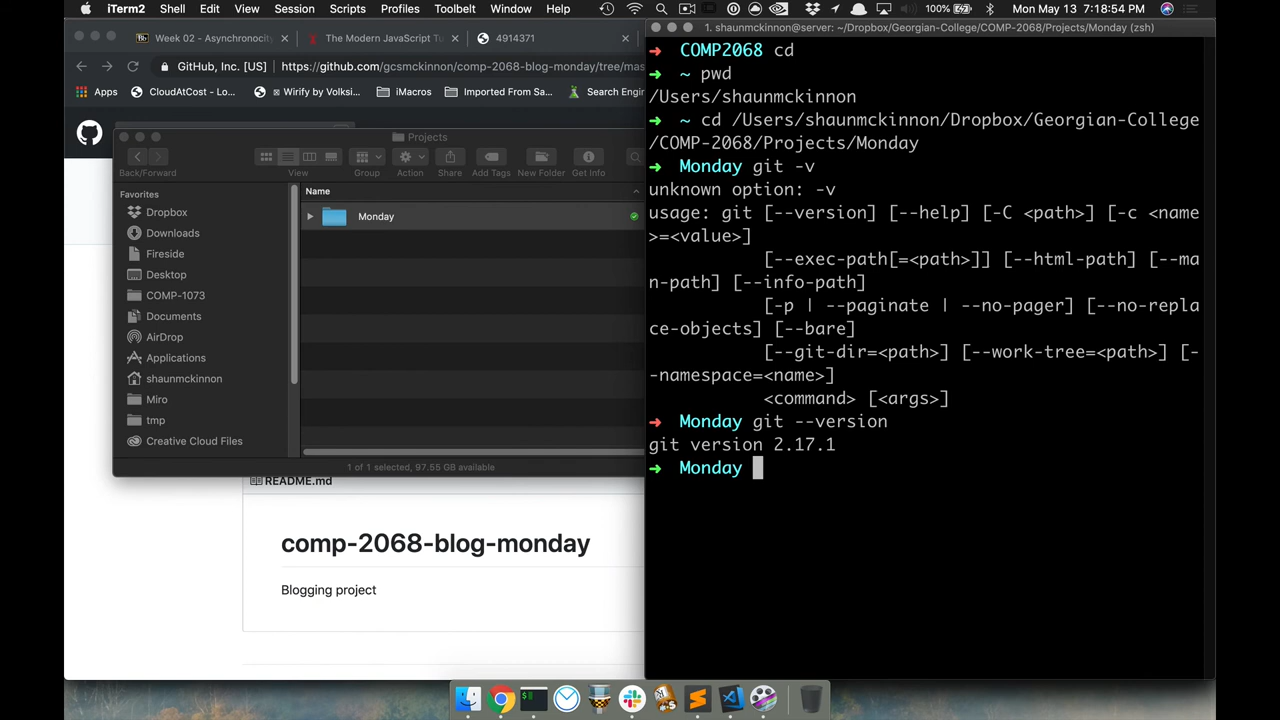 iTerm2 Shell Edit View Session Scripts Profiles Toolbelt Window Help 100% Mon May 13 7:18:54 PM
Week 02 - Asynchronocity
The Modern JavaScript Tu
4914371
GitHub, Inc. [US] https://github.com/gcsmckinnon/comp-2068-blog-monday/tree/mas
Apps CloudAtCost - Lo... Wirify by Volksi... iMacros Imported From Sa... Search Engin
Projects
Back/Forward View Group Action Share Add Tags New Folder Get Info
Favorites
Dropbox
Downloads
Fireside
Desktop
COMP-1073
Documents
AirDrop
Applications
shaunmckinnon
Miro
tmp
Creative Cloud Files
Name
Monday
1 of 1 selected, 97.55 GB available
README.md
comp-2068-blog-monday
Blogging project
1. shaunmckinnon@server: ~/Dropbox/Georgian-College/COMP-2068/Projects/Monday (zsh)
➜ COMP2068 cd
➜ ~ pwd
/Users/shaunmckinnon
➜ ~ cd /Users/shaunmckinnon/Dropbox/Georgian-College
/COMP-2068/Projects/Monday
➜ Monday git -v
unknown option: -v
usage: git [--version] [--help] [-C <path>] [-c <name
>=<value>]
[--exec-path[=<path>]] [--html-path] [--ma
n-path] [--info-path]
[-p | --paginate | --no-pager] [--no-repla
ce-objects] [--bare]
[--git-dir=<path>] [--work-tree=<path>] [-
-namespace=<name>]
<command> [<args>]
➜ Monday git --version
git version 2.17.1
➜ Monday